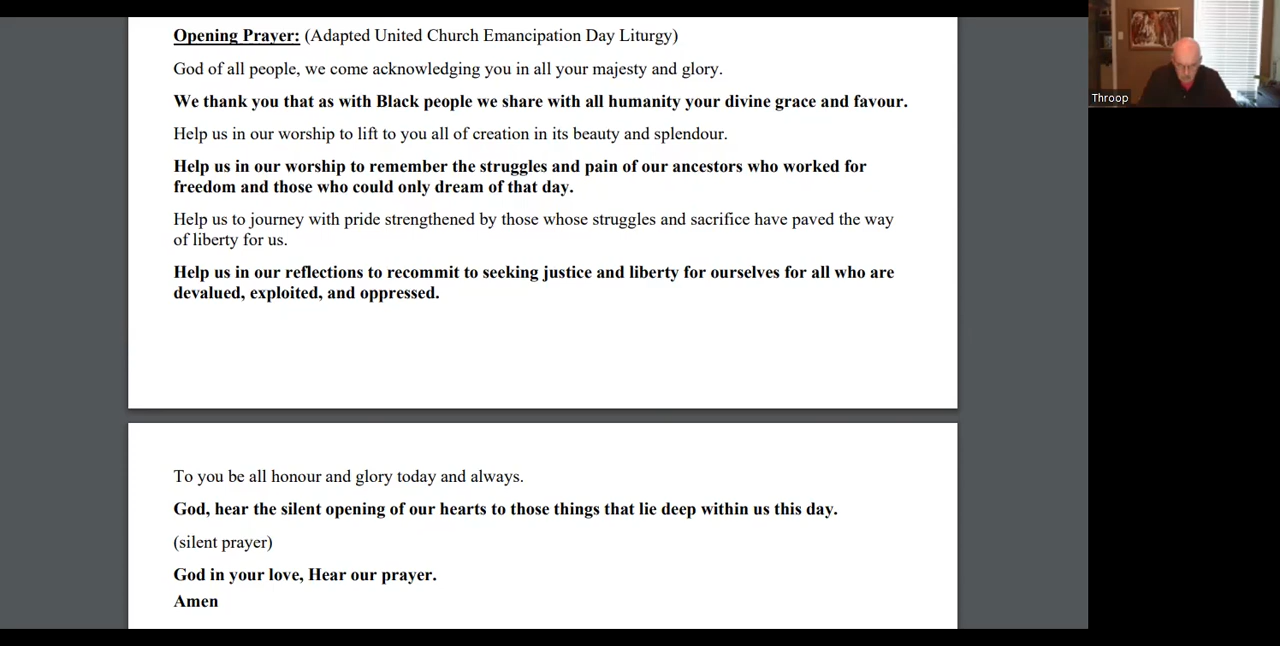 Opening Prayer: (Adapted United Church Emancipation Day Liturgy)
God of all people, we come acknowledging you in all your majesty and glory.
We thank you that as with Black people we share with all humanity your divine grace and favour.
Help us in our worship to lift to you all of creation in its beauty and splendour.
Help us in our worship to remember the struggles and pain of our ancestors who worked for
freedom and those who could only dream of that day.
Help us to journey with pride strengthened by those whose struggles and sacrifice have paved the way
of liberty for us.
Help us in our reflections to recommit to seeking justice and liberty for ourselves for all who are
devalued, exploited, and oppressed.
To you be all honour and glory today and always.
God, hear the silent opening of our hearts to those things that lie deep within us this day.
(silent prayer)
God in your love, Hear our prayer.
Amen
Throop